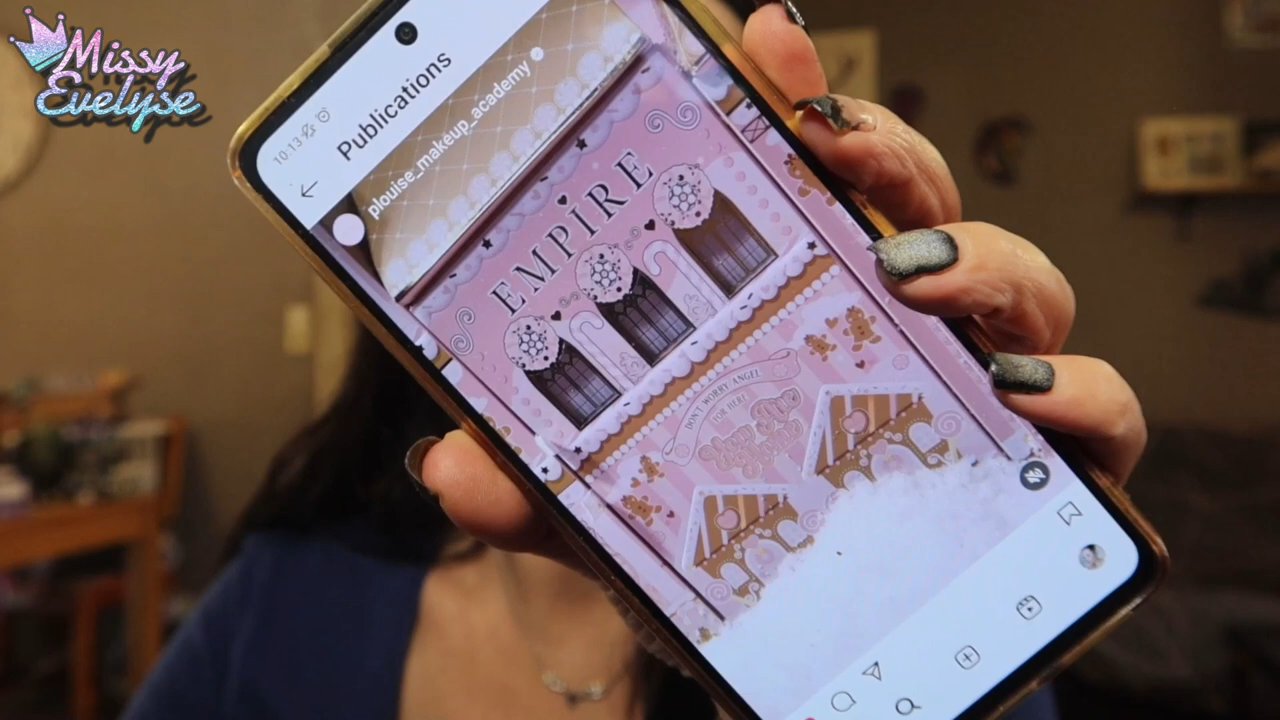 Missy
Evelyse
10:13
Publications
plouise_makeup_academy
EMPIRE
DON'T WORRY ANGEL
FOR HERE